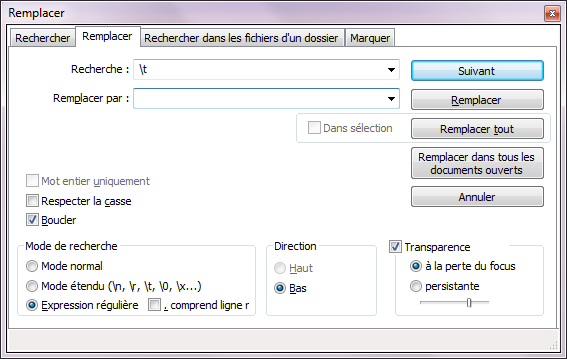 Remplacer
Rechercher Remplacer Rechercher dans les fichiers d'un dossier Marquer
Recherche : \t Suivant
Remplacer par : Remplacer
Dans sélection Remplacer tout
Remplacer dans tous les
documents ouverts
Mot entier uniquement
Annuler
Respecter la casse
Boucler
Mode de recherche Direction Transparence
Mode normal Haut à la perte du focus
Mode étendu (\n, \r, \t, \0, \x...) Bas persistante
Expression régulière . comprend ligne r